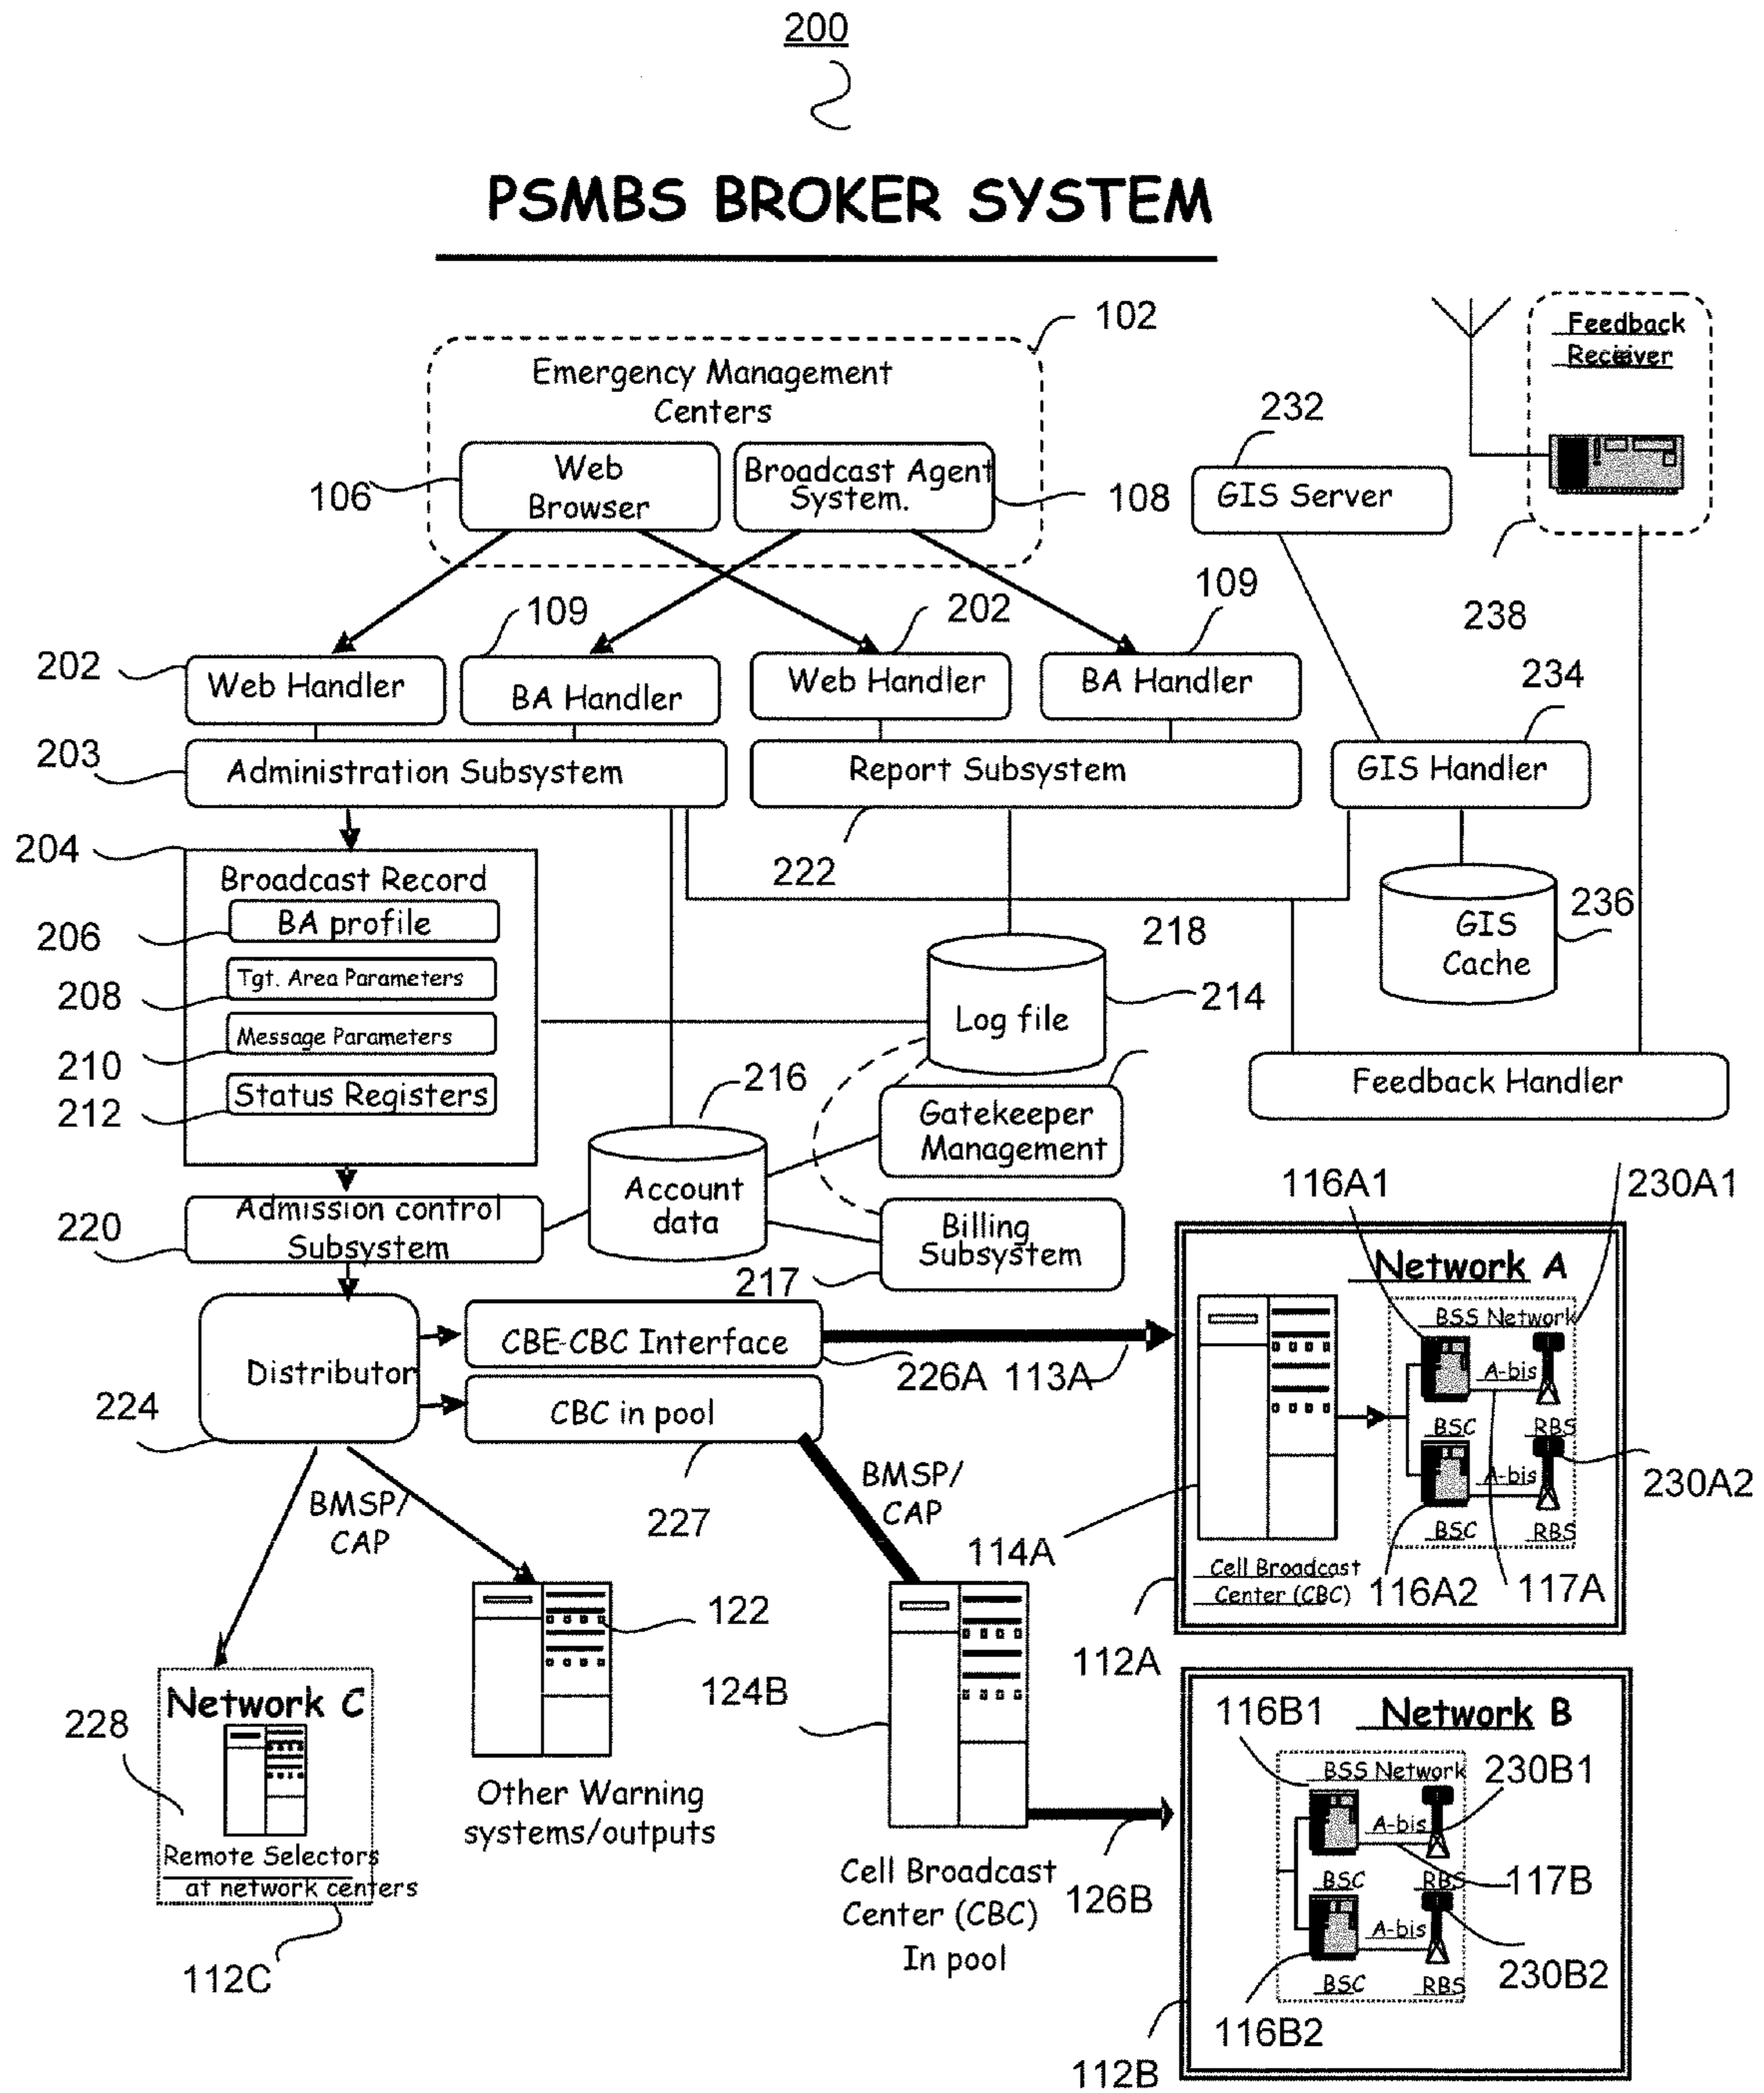 200
PSMBS BROKER SYSTEM
102
Emergency Management
Centers
Web
Browser
106
Broadcast Agent
System.
108
232
GIS Server
Feedback
Receiver
238
202
Web Handler
109
BA Handler
202
Web Handler
109
BA Handler
234
GIS Handler
203
Administration Subsystem
Report Subsystem
222
204
Broadcast Record
206
BA profile
208
Tgt. Area Parameters
210
Message Parameters
212
Status Registers
218
214
Log file
236
GIS
Cache
Feedback Handler
216
Account
data
Gatekeeper
Management
220
Admission control
Subsystem
Billing
Subsystem
217
224
Distributor
CBE-CBC Interface
226A
113A
CBC in pool
227
BMSP/
CAP
BMSP/
CAP
116A1
230A1
Network A
BSS Network
A-bis
BSC
RBS
A-bis
BSC
RBS
230A2
114A
Cell Broadcast
Center (CBC)
116A2
117A
112A
122
Other Warning
systems/outputs
124B
Cell Broadcast
Center (CBC)
In pool
126B
228
Network C
Remote Selectors
at network centers
112C
116B1
Network B
BSS Network
230B1
A-bis
BSC
RBS
117B
A-bis
BSC
RBS
230B2
116B2
112B